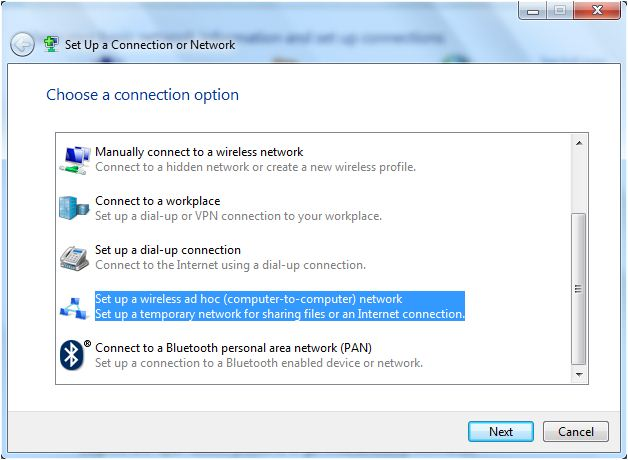 Set Up a Connection or Network
Choose a connection option
Manually connect to a wireless network
Connect to a hidden network or create a new wireless profile.
Connect to a workplace
Set up a dial-up or VPN connection to your workplace.
Set up a dial-up connection
Connect to the Internet using a dial-up connection.
Set up a wireless ad hoc (computer-to-computer) network
Set up a temporary network for sharing files or an Internet connection.
®
Connect to a Bluetooth personal area network (PAN)
Set up a connection to a Bluetooth enabled device or network.
Next Cancel